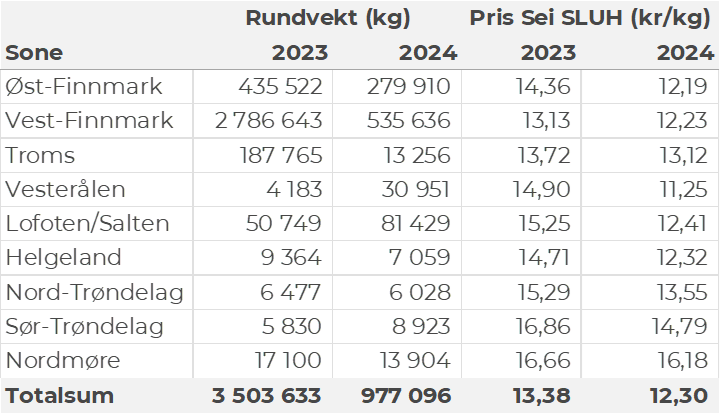 Rundvekt (kg) Pris Sei SLUH (kr/kg)
Sone 2023 2024 2023 2024
Øst-Finnmark 435 522 279 910 14,36 12,19
Vest-Finnmark 2 786 643 535 636 13,13 12,23
Troms 187 765 13 256 13,72 13,12
Vesterålen 4 183 30 951 14,90 11,25
Lofoten/Salten 50 749 81 429 15,25 12,41
Helgeland 9 364 7 059 14,71 12,32
Nord-Trøndelag 6 477 6 028 15,29 13,55
Sør-Trøndelag 5 830 8 923 16,86 14,79
Nordmøre 17 100 13 904 16,66 16,18
Totalsum 3 503 633 977 096 13,38 12,30